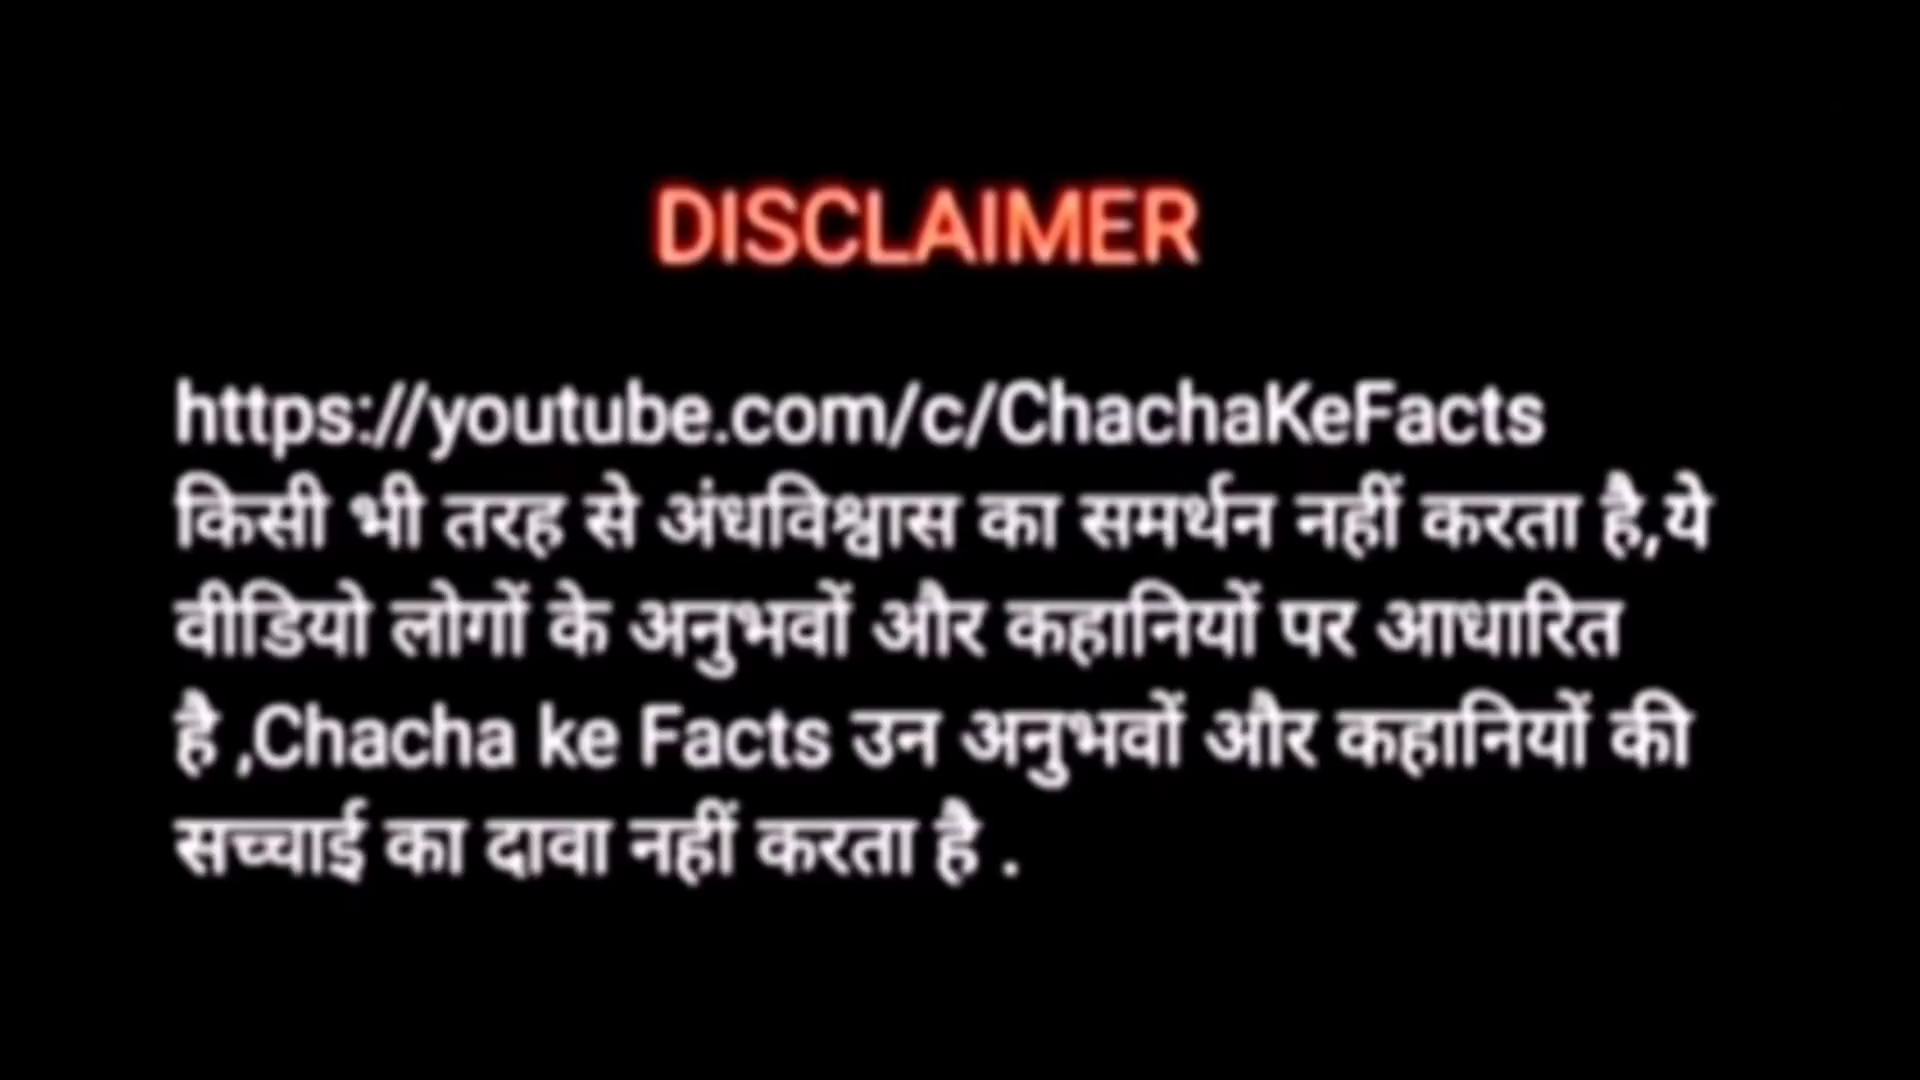 DISCLAIMER
https://youtube.com/c/ChachaKeFacts
किसी भी तरह से अंधविश्वास का समर्थन नहीं करता है,ये
वीडियो लोगों के अनुभवों और कहानियों पर आधारित
है ,Chacha ke Facts उन अनुभवों और कहानियों की
सच्चाई का दावा नहीं करता है .